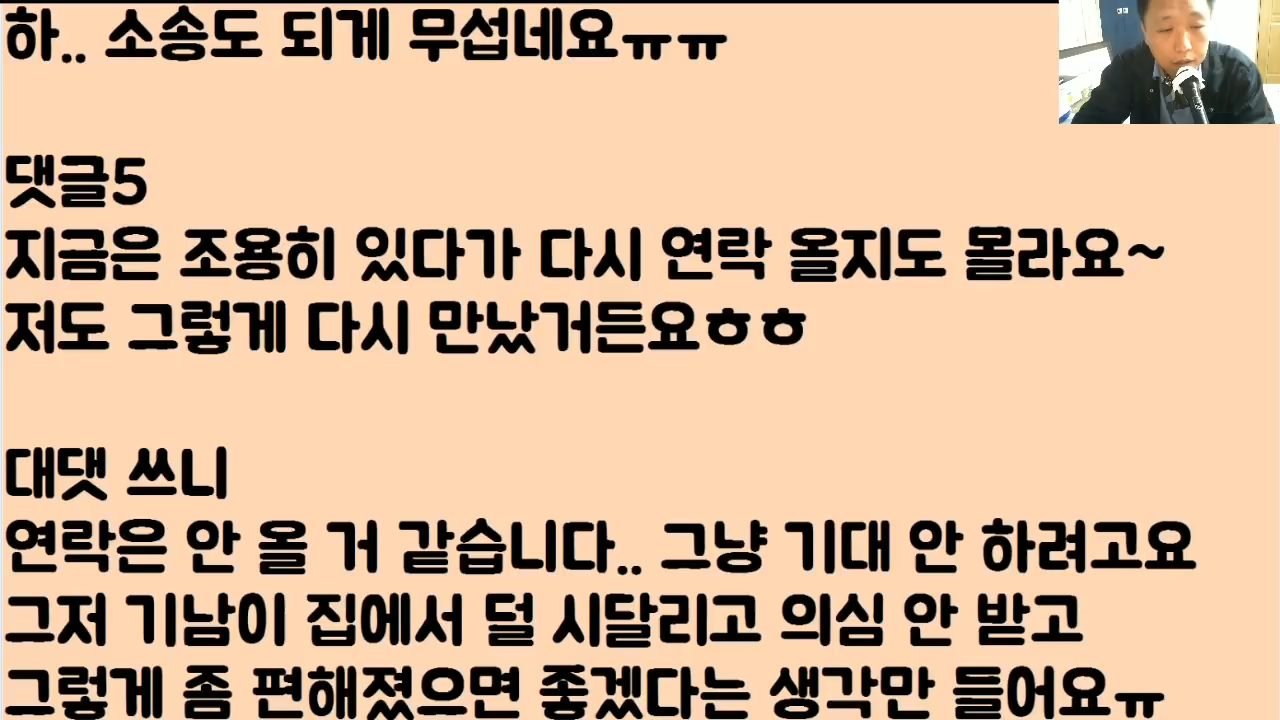 하.. 소송도 되게 무섭네요ㅠㅠ
댓글5
지금은 조용히 있다가 다시 연락 올지도 몰라요~
저도 그렇게 다시 만났거든요ㅎㅎ
대댓 쓰니
연락은 안 올 거 같습니다.. 그냥 기대 안 하려고요
그저 기남이 집에서 덜 시달리고 의심 안 받고
그렇게 좀 편해졌으면 좋겠다는 생각만 들어요ㅠ